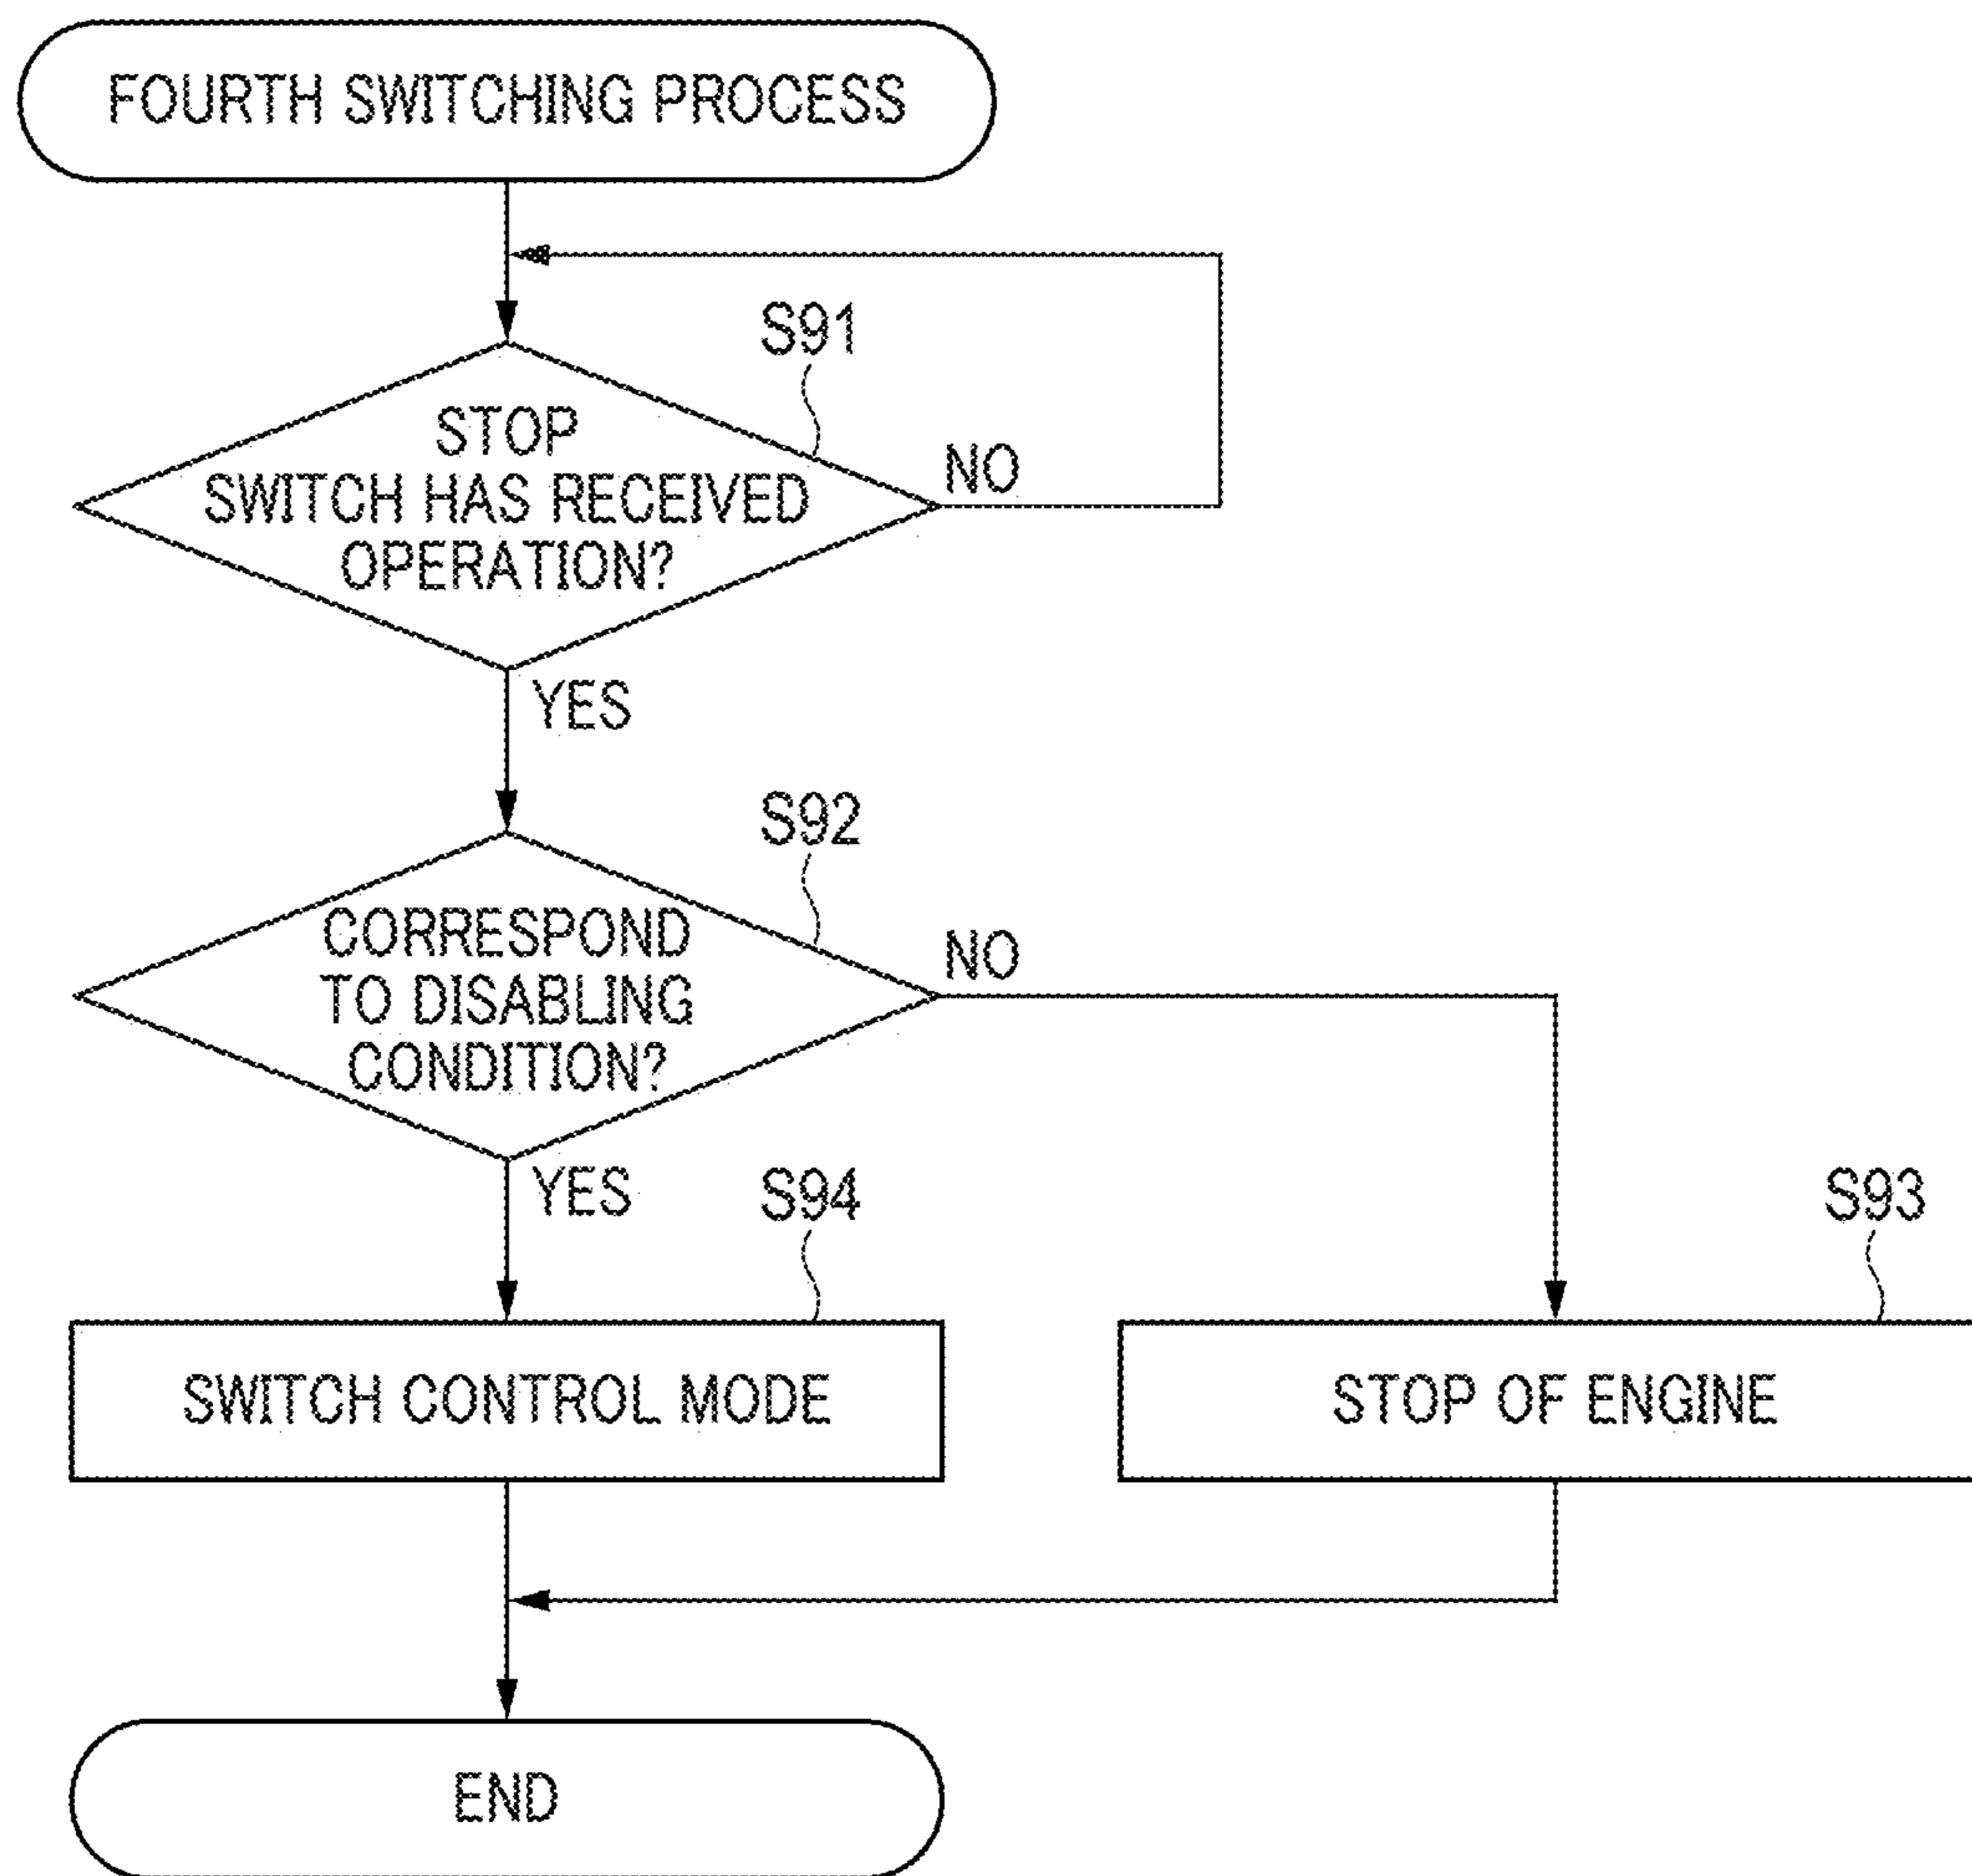 FOURTH SWITCHING PROCESS
S91
STOP
SWITCH HAS RECEIVED
OPERATION?
NO
YES
S92
CORRESPOND
TO DISABLING
CONDITION?
NO
YES
S94
S93
SWITCH CONTROL MODE
STOP OF ENGINE
END